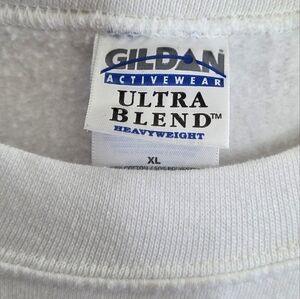 GILDAN
ACTIVEWEAR
ULTRA
BLEND™
HEAVYWEIGHT
XL